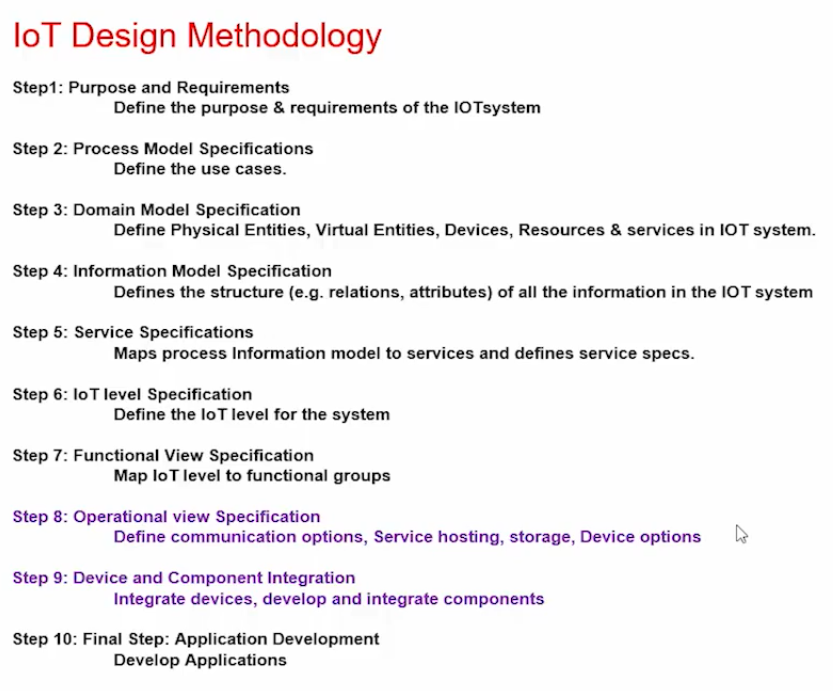 IoT Design Methodology
Step1: Purpose and Requirements
Define the purpose & requirements of the IOTsystem
Step 2: Process Model Specifications
Define the use cases.
Step 3: Domain Model Specification
Define Physical Entities, Virtual Entities, Devices, Resources & services in IOT system.
Step 4: Information Model Specification
Defines the structure (e.g. relations, attributes) of all the information in the IOT system
Step 5: Service Specifications
Maps process Information model to services and defines service specs.
Step 6: IoT level Specification
Define the IoT level for the system
Step 7: Functional View Specification
Map IoT level to functional groups
Step 8: Operational view Specification
Define communication options, Service hosting, storage, Device options
Step 9: Device and Component Integration
Integrate devices, develop and integrate components
Step 10: Final Step: Application Development
Develop Applications